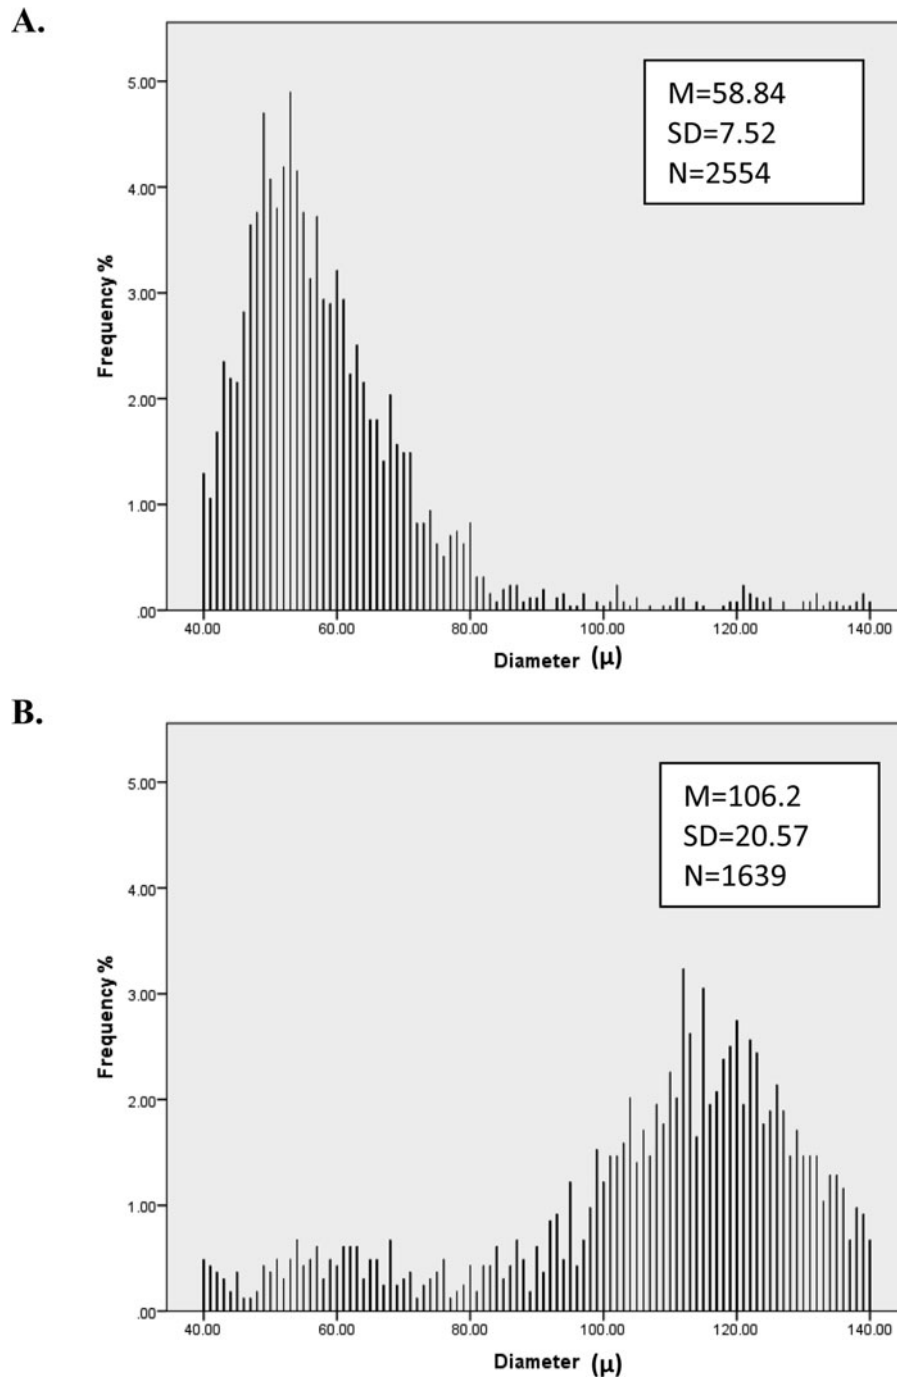 A.
M=58.84
SD=7.52
N=2554
Frequency %
5.00
4.00
3.00
2.00
1.00
.00
40.00 60.00 80.00 100.00 120.00 140.00
Diameter (μ)
B.
M=106.2
SD=20.57
N=1639
Frequency %
5.00
4.00
3.00
2.00
1.00
.00
40.00 60.00 80.00 100.00 120.00 140.00
Diameter (μ)